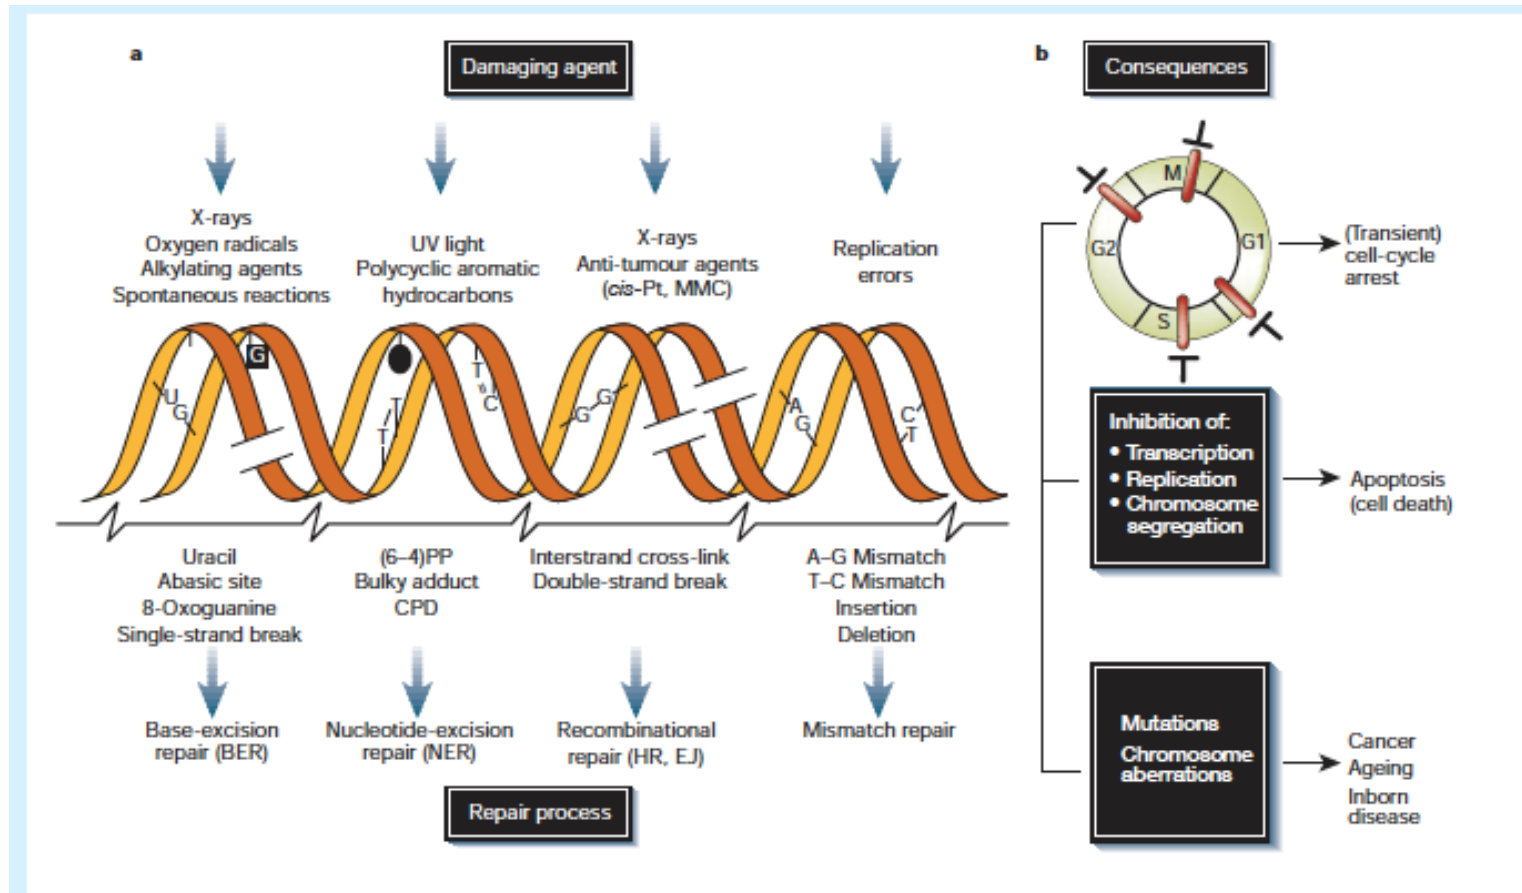 a
Damaging agent
X-rays
Oxygen radicals
Alkylating agents
Spontaneous reactions
UV light
Polycyclic aromatic
hydrocarbons
X-rays
Anti-tumour agents
(cis-Pt, MMC)
Replication
errors
U
G
G
T
T
T
C
G
G
A
G
C
T
Uracil
Abasic site
8-Oxoguanine
Single-strand break
(6–4)PP
Bulky adduct
CPD
Interstrand cross-link
Double-strand break
A–G Mismatch
T–C Mismatch
Insertion
Deletion
Base-excision
repair (BER)
Nucleotide-excision
repair (NER)
Recombinational
repair (HR, EJ)
Mismatch repair
Repair process
b
Consequences
M
G2
G1
S
(Transient)
cell-cycle
arrest
Inhibition of:
• Transcription
• Replication
• Chromosome
segregation
Apoptosis
(cell death)
Mutations
Chromosome
aberrations
Cancer
Ageing
Inborn
disease